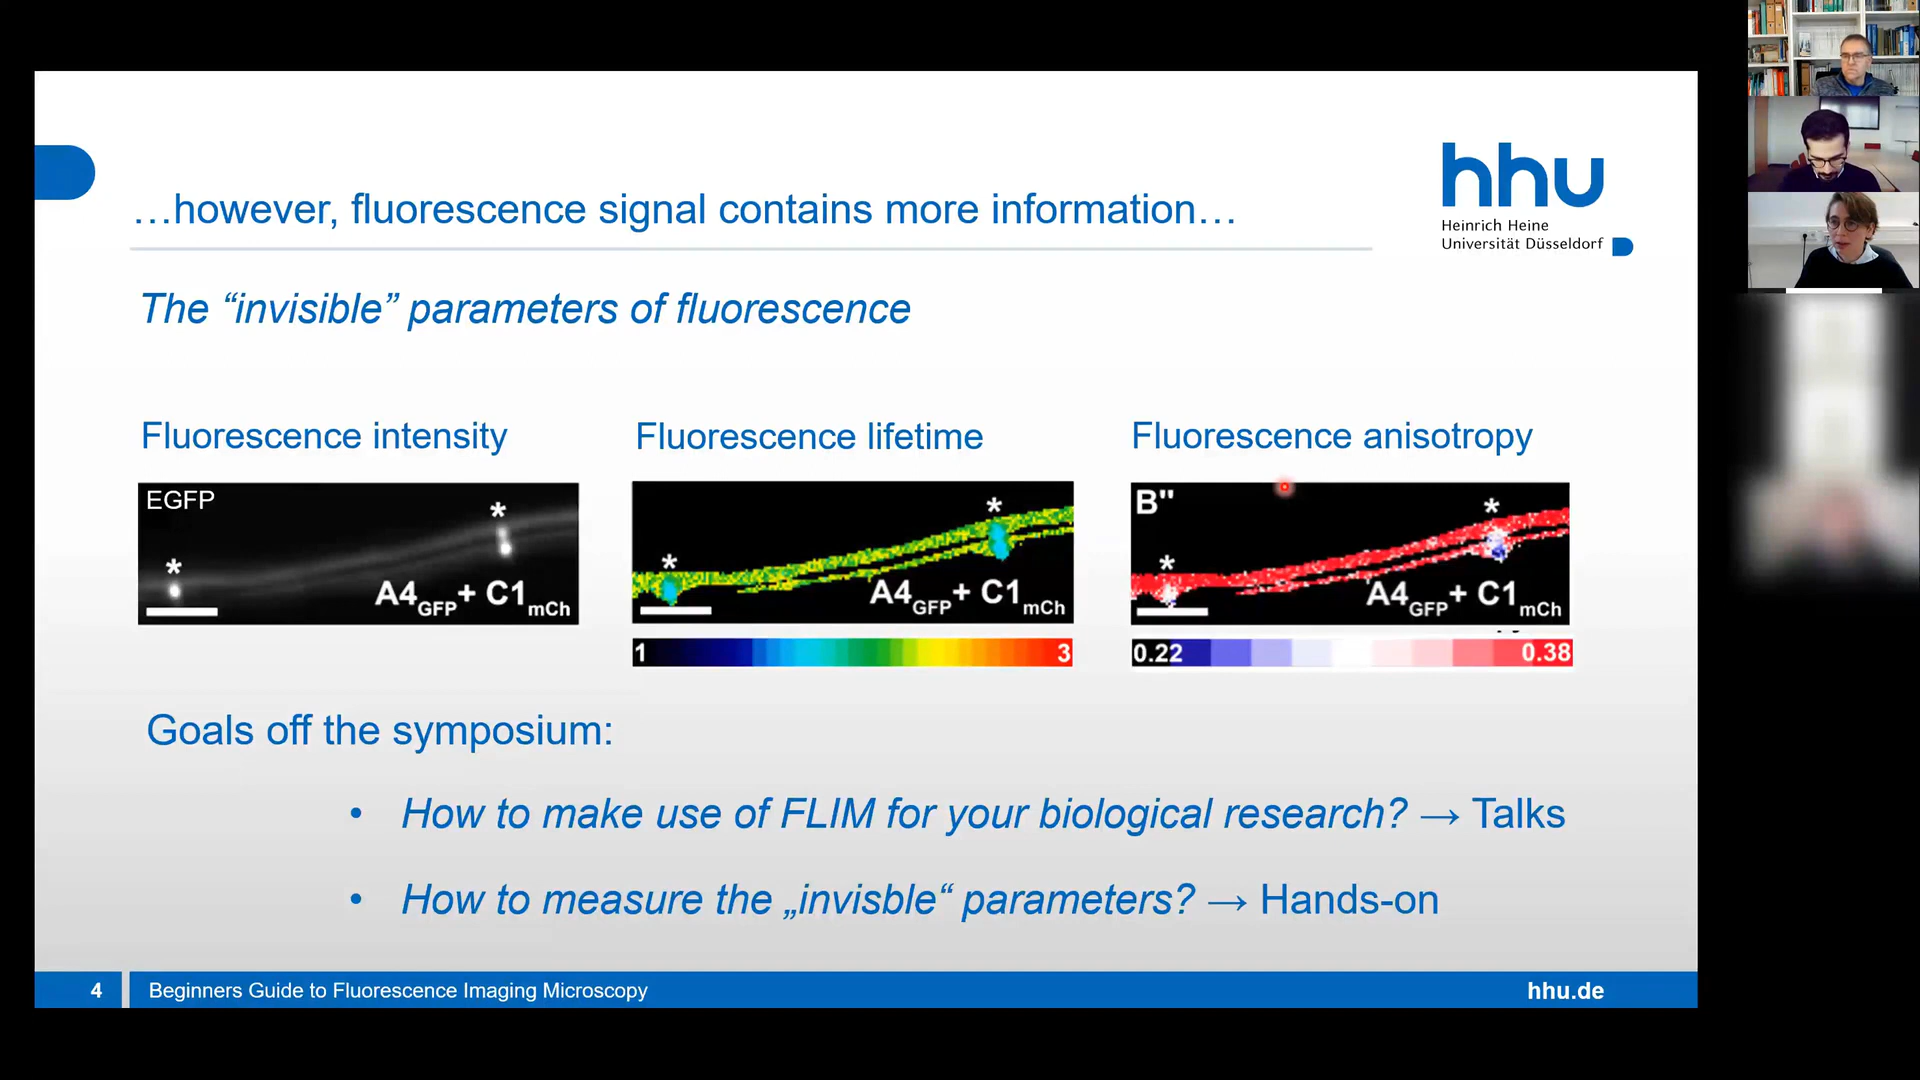 …however, fluorescence signal contains more information…
hhu
Heinrich Heine
Universität Düsseldorf
The “invisible” parameters of fluorescence
Fluorescence intensity
Fluorescence lifetime
Fluorescence anisotropy
EGFP
*
*
A4GFP + C1mCh
*
*
A4GFP + C1mCh
B"
*
*
A4GFP + C1mCh
1
3
0.22
0.38
Goals off the symposium:
• How to make use of FLIM for your biological research? → Talks
• How to measure the „invisble“ parameters? → Hands-on
4
Beginners Guide to Fluorescence Imaging Microscopy
hhu.de